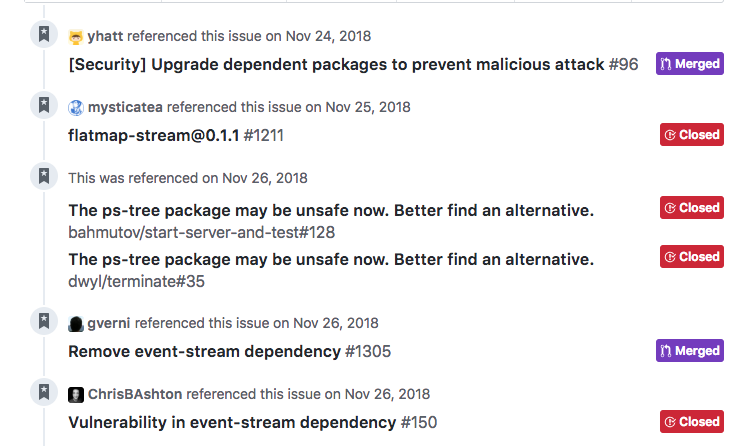 yhatt referenced this issue on Nov 24, 2018
[Security] Upgrade dependent packages to prevent malicious attack #96 Merged
mysticatea referenced this issue on Nov 25, 2018
flatmap-stream@0.1.1 #1211 Closed
This was referenced on Nov 26, 2018
The ps-tree package may be unsafe now. Better find an alternative. Closed
bahmutov/start-server-and-test#128
The ps-tree package may be unsafe now. Better find an alternative. Closed
dwyl/terminate#35
gverni referenced this issue on Nov 26, 2018
Remove event-stream dependency #1305 Merged
ChrisBAshton referenced this issue on Nov 26, 2018
Vulnerability in event-stream dependency #150 Closed